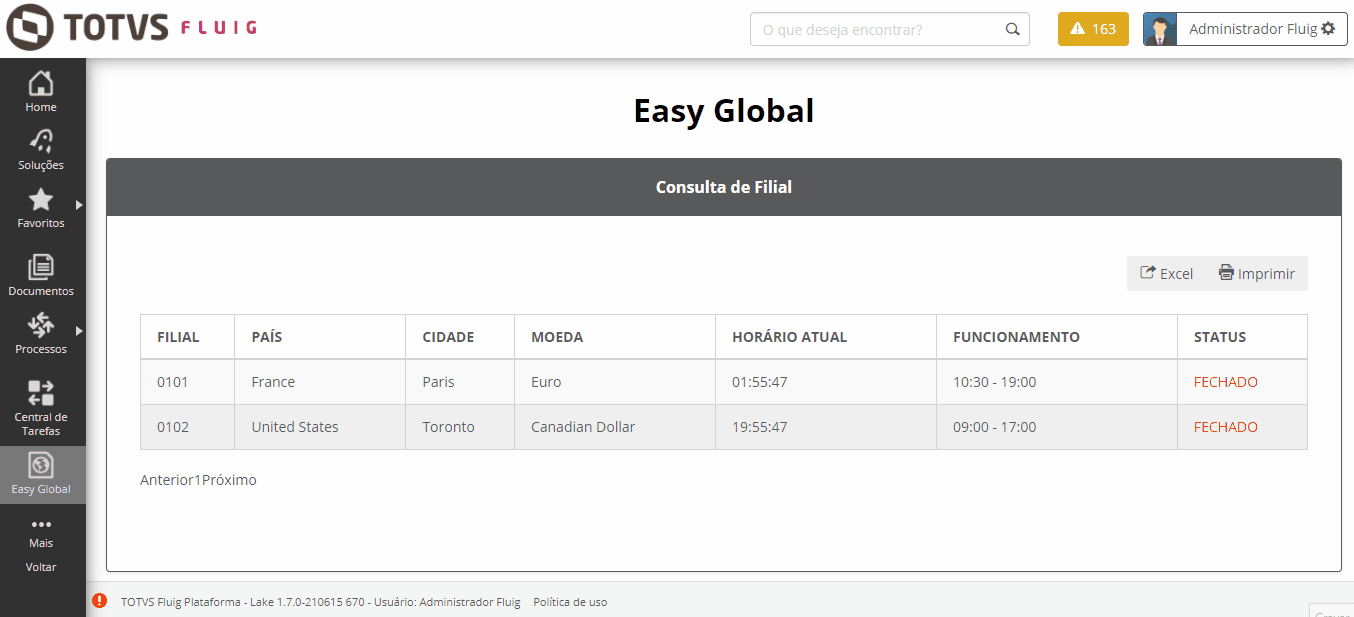 TOTVS FLUIG
O que deseja encontrar?
163
Administrador Fluig
Home
Soluções
Favoritos
Documentos
Processos
Central de
Tarefas
Easy Global
Mais
Voltar
Easy Global
Consulta de Filial
Excel Imprimir
FILIAL PAÍS CIDADE MOEDA HORÁRIO ATUAL FUNCIONAMENTO STATUS
0101 France Paris Euro 01:55:47 10:30 - 19:00 FECHADO
0102 United States Toronto Canadian Dollar 19:55:47 09:00 - 17:00 FECHADO
Anterior1Próximo
TOTVS Fluig Plataforma - Lake 1.7.0-210615 670 - Usuário: Administrador Fluig Política de uso